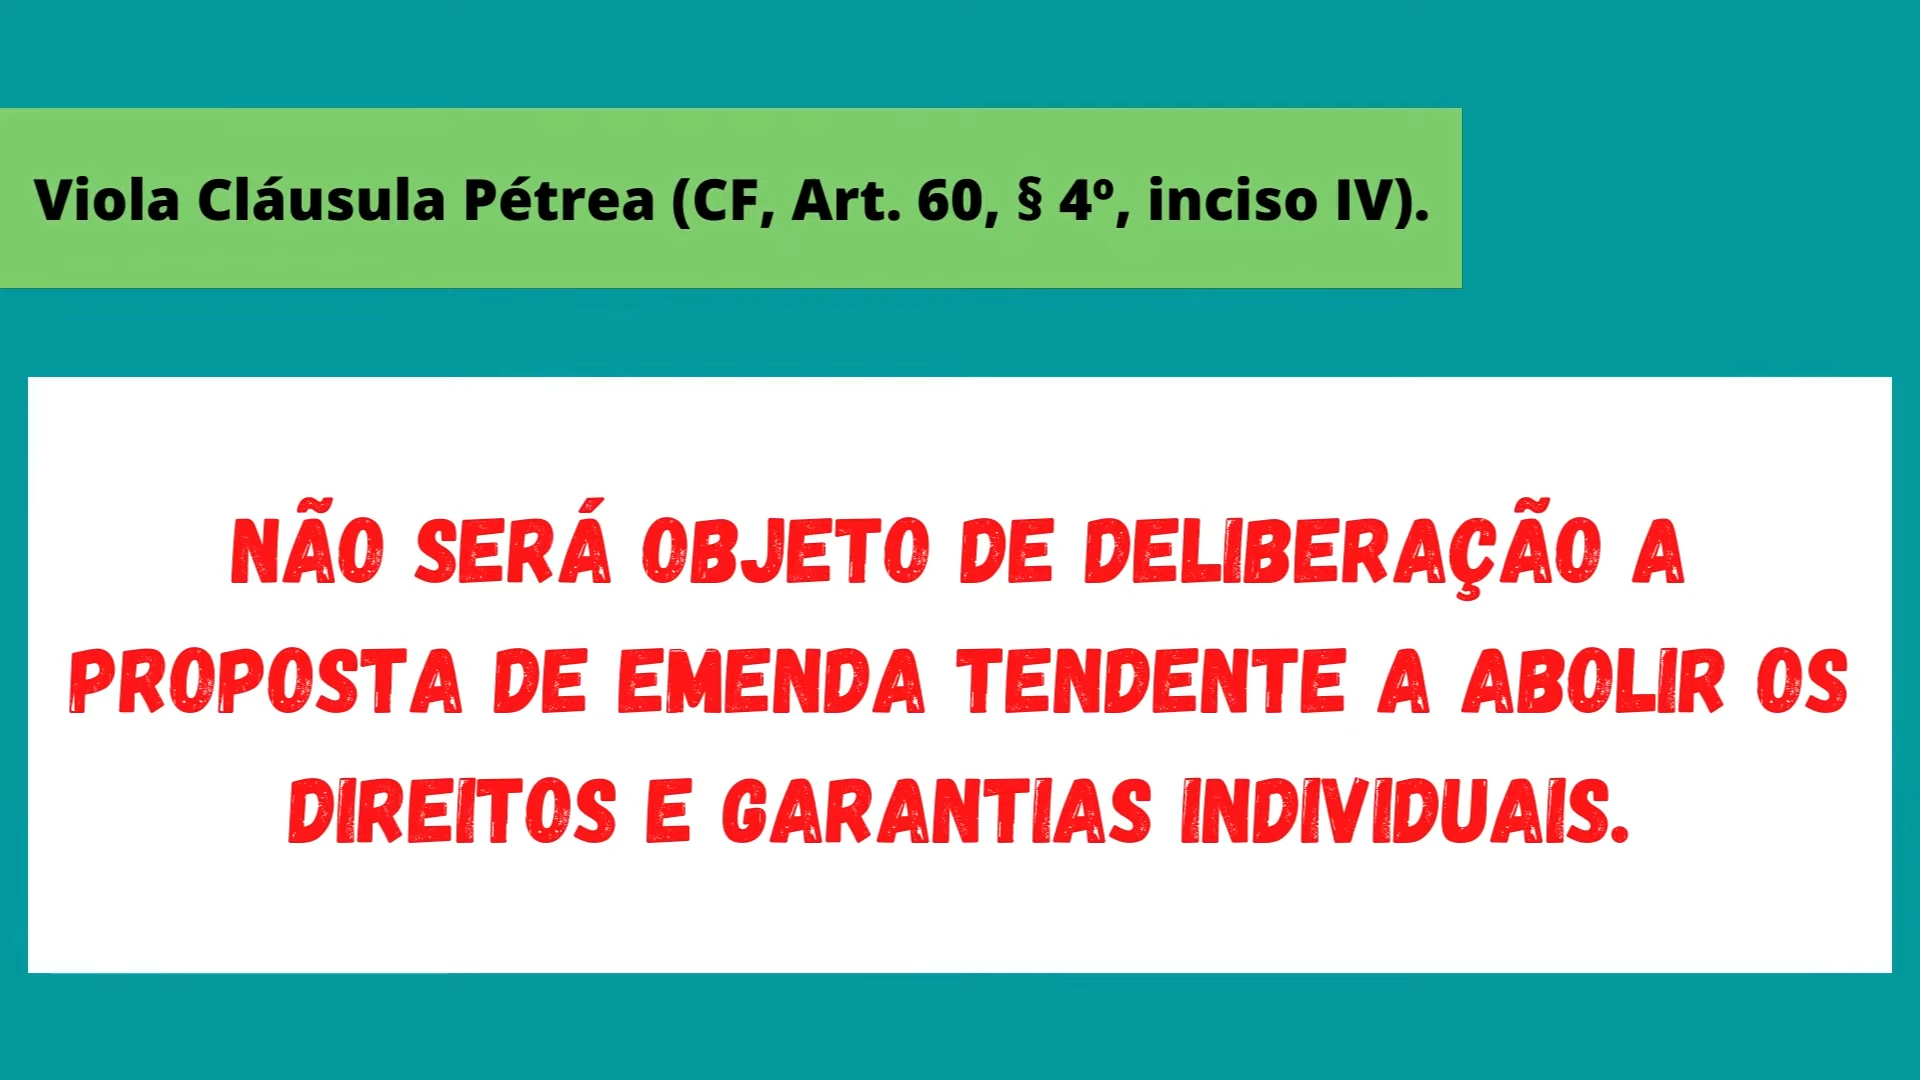 Viola Cláusula Pétrea (CF, Art. 60, § 4º, inciso IV).
NÃO SERÁ OBJETO DE DELIBERAÇÃO A
PROPOSTA DE EMENDA TENDENTE A ABOLIR OS
DIREITOS E GARANTIAS INDIVIDUAIS.